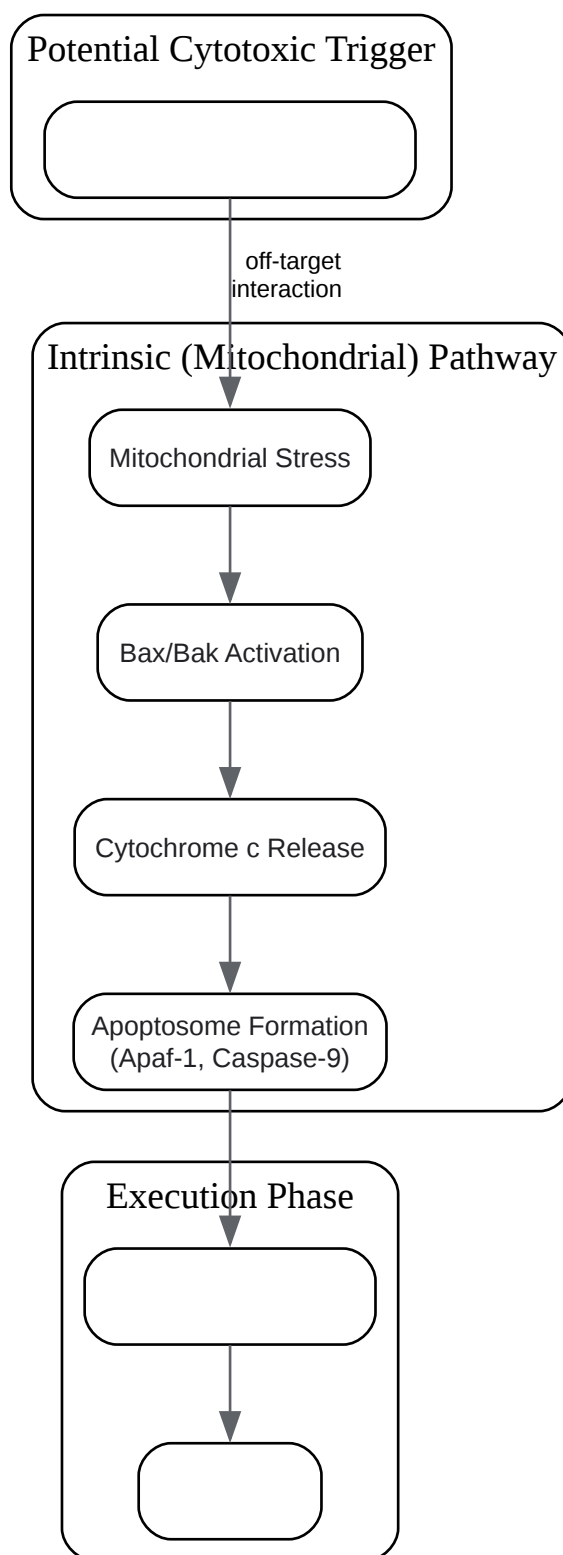 Potential Cytotoxic Trigger
off-target
interaction
Intrinsic (Mitochondrial) Pathway
Mitochondrial Stress
Bax/Bak Activation
Cytochrome c Release
Apoptosome Formation
(Apaf-1, Caspase-9)
Execution Phase